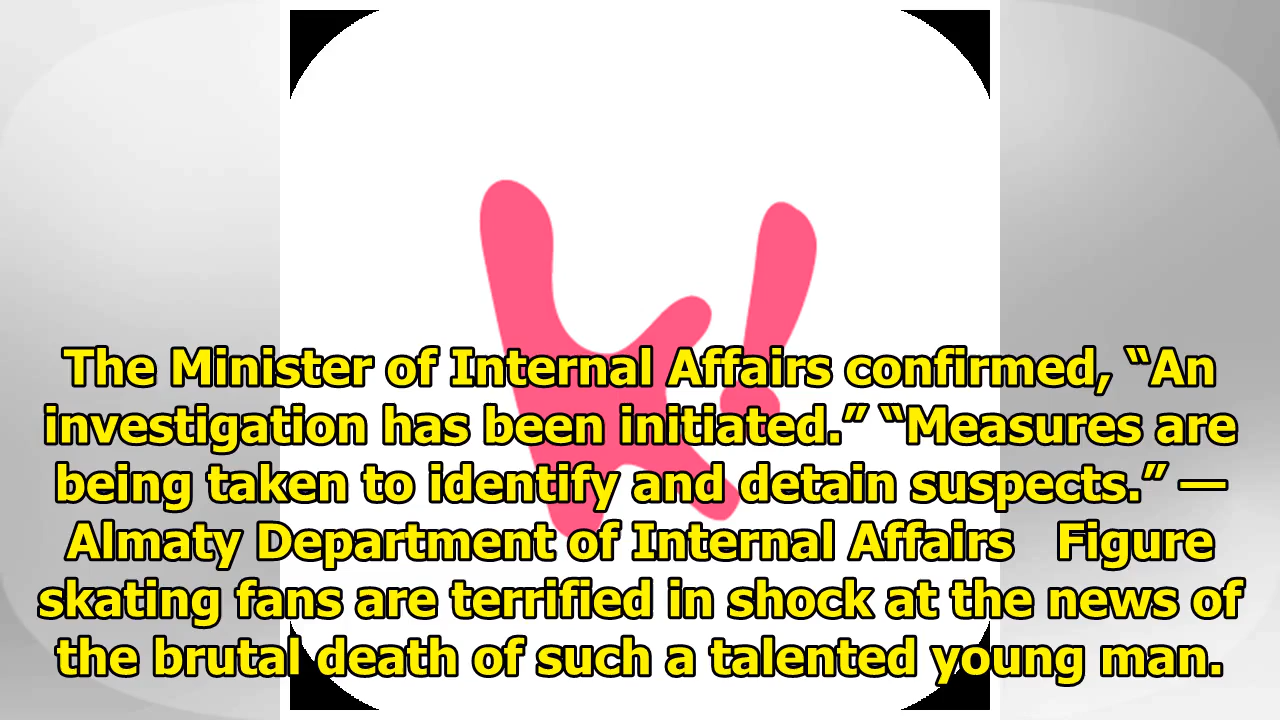 The Minister of Internal Affairs confirmed, “An
investigation has been initiated.” “Measures are
being taken to identify and detain suspects.” —
Almaty Department of Internal Affairs   Figure
skating fans are terrified in shock at the news of
the brutal death of such a talented young man.